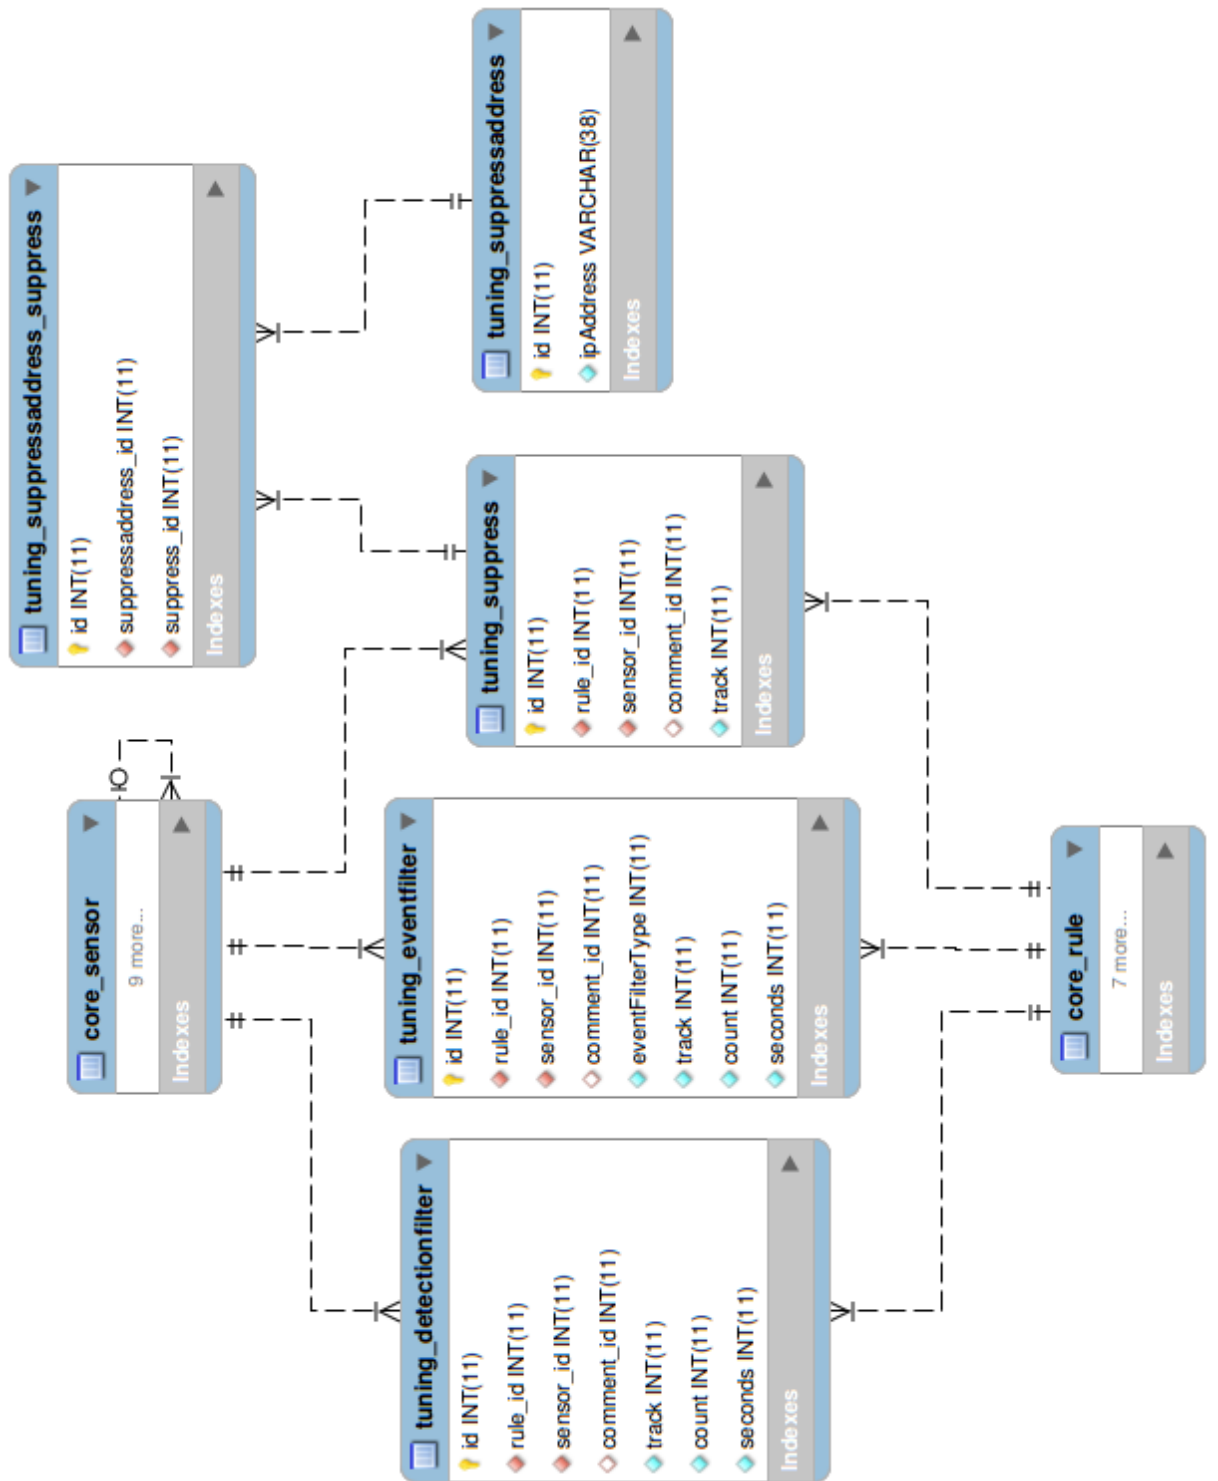 tuning_detectionfilter
id INT(11)
rule_id INT(11)
sensor_id INT(11)
comment_id INT(11)
track INT(11)
count INT(11)
seconds INT(11)
Indexes
core_sensor
9 more...
Indexes
tuning_eventfilter
id INT(11)
rule_id INT(11)
sensor_id INT(11)
comment_id INT(11)
eventFilterType INT(11)
track INT(11)
count INT(11)
seconds INT(11)
Indexes
core_rule
7 more...
Indexes
tuning_suppress
id INT(11)
rule_id INT(11)
sensor_id INT(11)
comment_id INT(11)
track INT(11)
Indexes
tuning_suppressaddress_suppress
id INT(11)
suppressaddress_id INT(11)
suppress_id INT(11)
Indexes
tuning_suppressaddress
id INT(11)
ipAddress VARCHAR(38)
Indexes